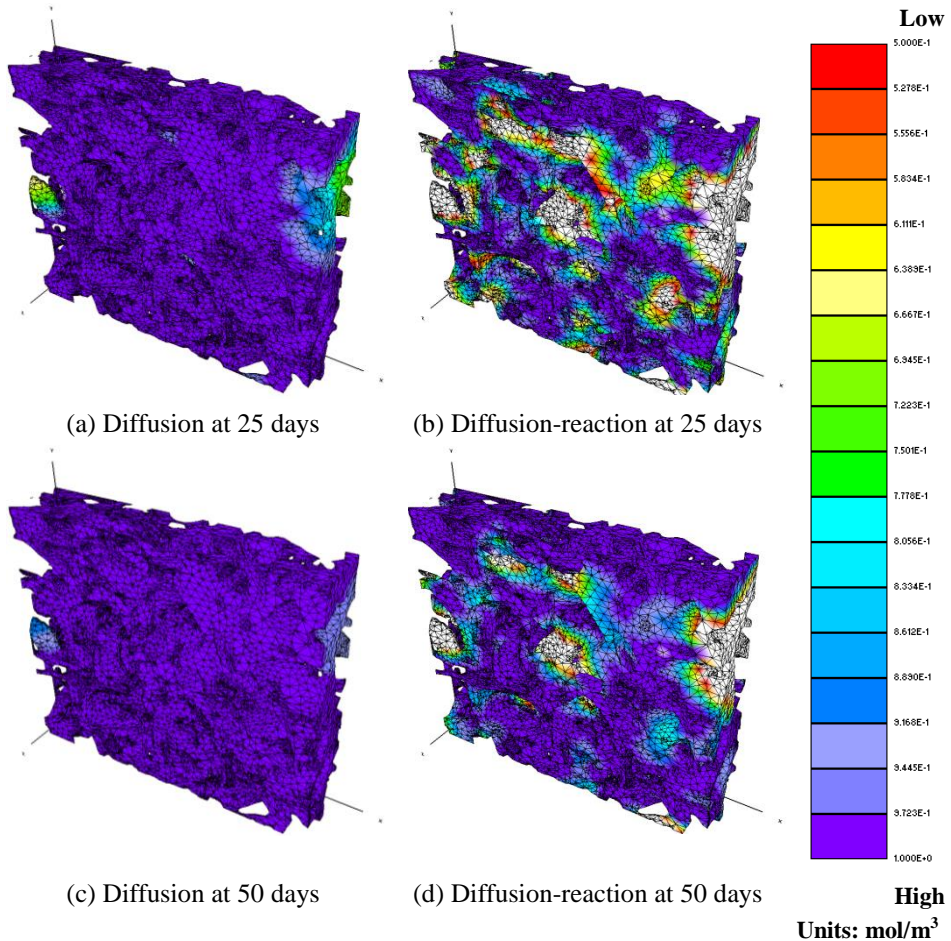 Low
5.000E-1
5.278E-1
5.556E-1
5.834E-1
6.111E-1
6.389E-1
6.667E-1
6.945E-1
7.223E-1
7.501E-1
7.778E-1
8.056E-1
8.334E-1
8.612E-1
8.890E-1
9.168E-1
9.445E-1
9.723E-1
1.000E+0
(a) Diffusion at 25 days
(b) Diffusion-reaction at 25 days
(c) Diffusion at 50 days
(d) Diffusion-reaction at 50 days
High
Units: mol/m³